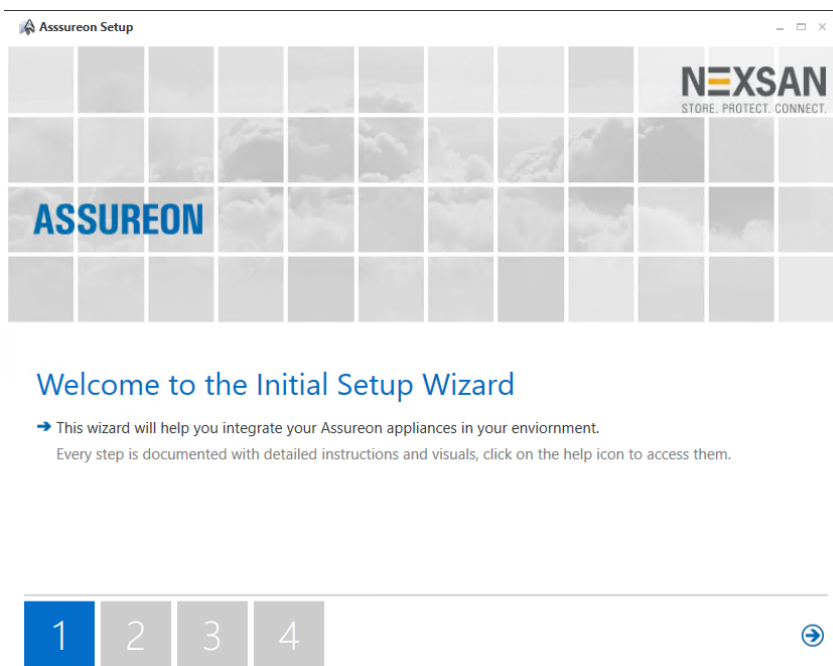 Asssureon Setup
NEXSAN
STORE. PROTECT. CONNECT.
ASSUREON
Welcome to the Initial Setup Wizard
This wizard will help you integrate your Assureon appliances in your enviornment.
Every step is documented with detailed instructions and visuals, click on the help icon to access them.
1 2 3 4